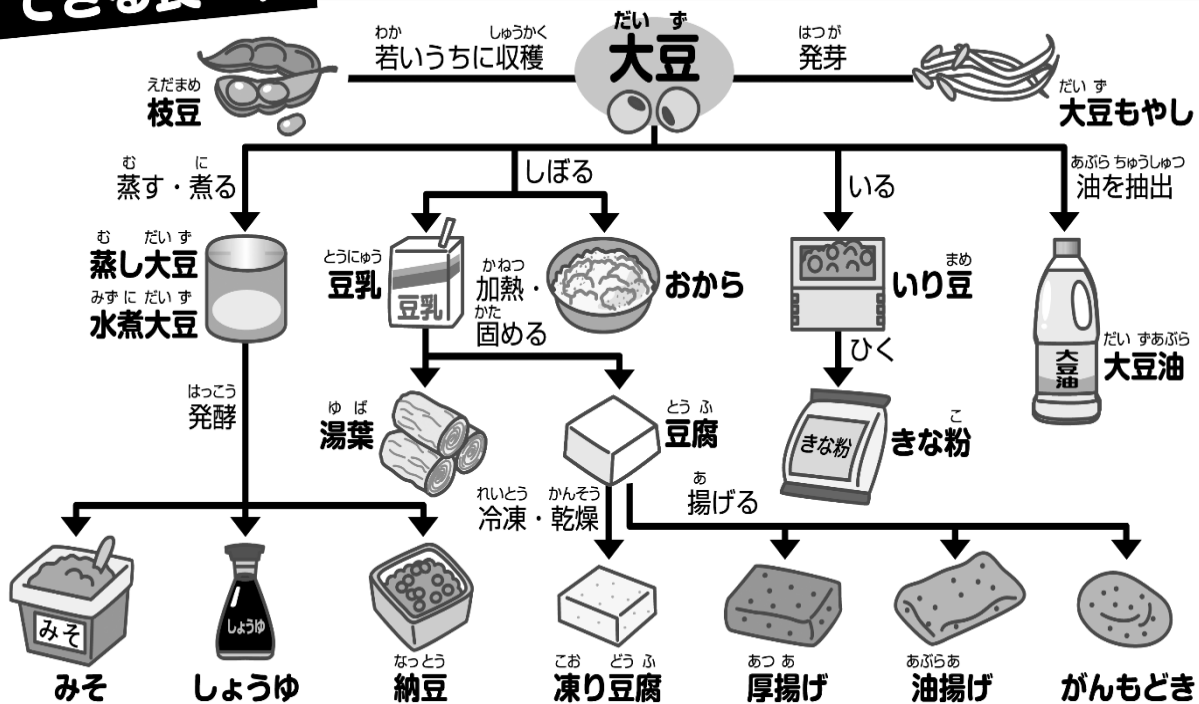 できる食べ
だいず
大豆
わか しゅうかく
若いうちに収穫
はつが
発芽
えだまめ
枝豆
だいず
大豆もやし
む に
蒸す・煮る
しぼる
いる
あぶら ちゅうしゅつ
油を抽出
む だいず
蒸し大豆
みずに だいず
水煮大豆
とうにゅう
豆乳
豆乳
かねつ
加熱・
かた
固める
おから
まめ
いり豆
ひく
だいずあぶら
大豆油
大豆油
はっこう
発酵
ゆば
湯葉
とうふ
豆腐
きな粉
こ
きな粉
れいとう かんそう
冷凍・乾燥
あ
揚げる
みそ
みそ
しょうゆ
しょうゆ
なっとう
納豆
こお どうふ
凍り豆腐
あつ あ
厚揚げ
あぶらあ
油揚げ
がんもどき